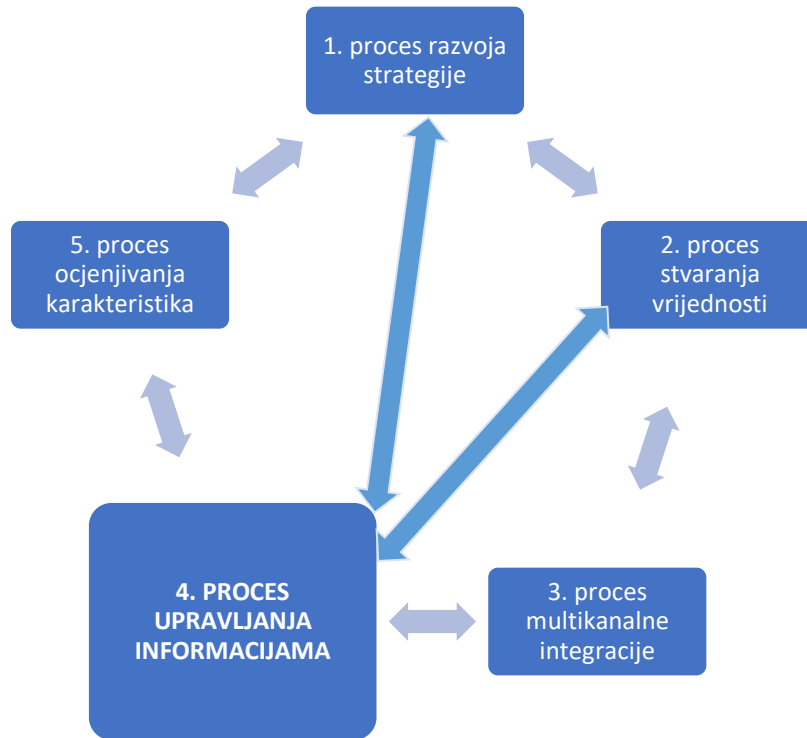 1. proces razvoja
strategije
2. proces
stvaranja
vrijednosti
3. proces
multikanalne
integracije
4. PROCES
UPRAVLJANJA
INFORMACIJAMA
5. proces
ocjenjivanja
karakteristika